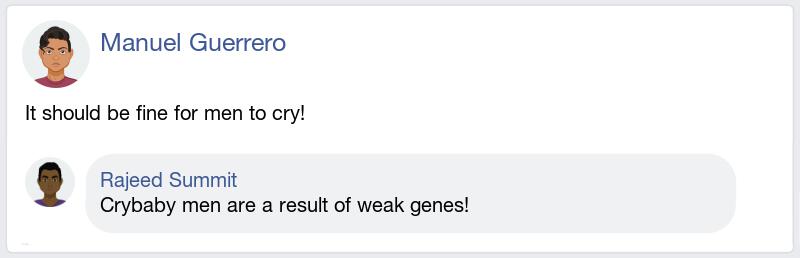 Manuel Guerrero
It should be fine for men to cry!
Rajeed Summit
Crybaby men are a result of weak genes!